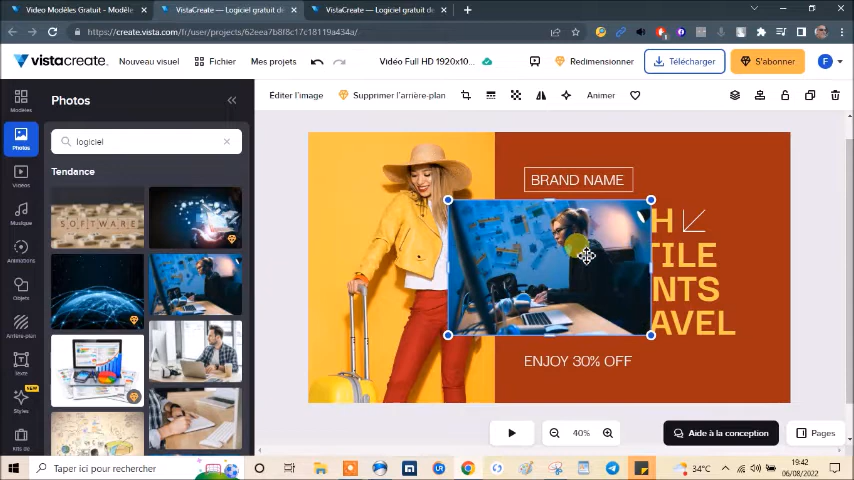 Video Modèles Gratuit - Modèl
VistaCreate — Logiciel gratuit de
VistaCreate — Logiciel gratuit de
https://create.vista.com/fr/user/projects/62eea7b8f8c17c18119a434a/
vistacreate
Nouveau visuel
Fichier
Mes projets
Vidéo Full HD 1920x10...
Redimensionner
Télécharger
S'abonner
F
Modèles
Photos
Vidéos
Musique
Animations
Objets
Arrière-plan
Texte
NEW
Styles
Photos
logiciel
Tendance
SOFTWARE
Éditer l'image
Supprimer l'arrière-plan
Animer
BRAND NAME
H
TILE
NTS
AVEL
ENJOY 30% OFF
40%
Aide à la conception
Pages
Taper ici pour rechercher
34°C
19:42
06/08/2022